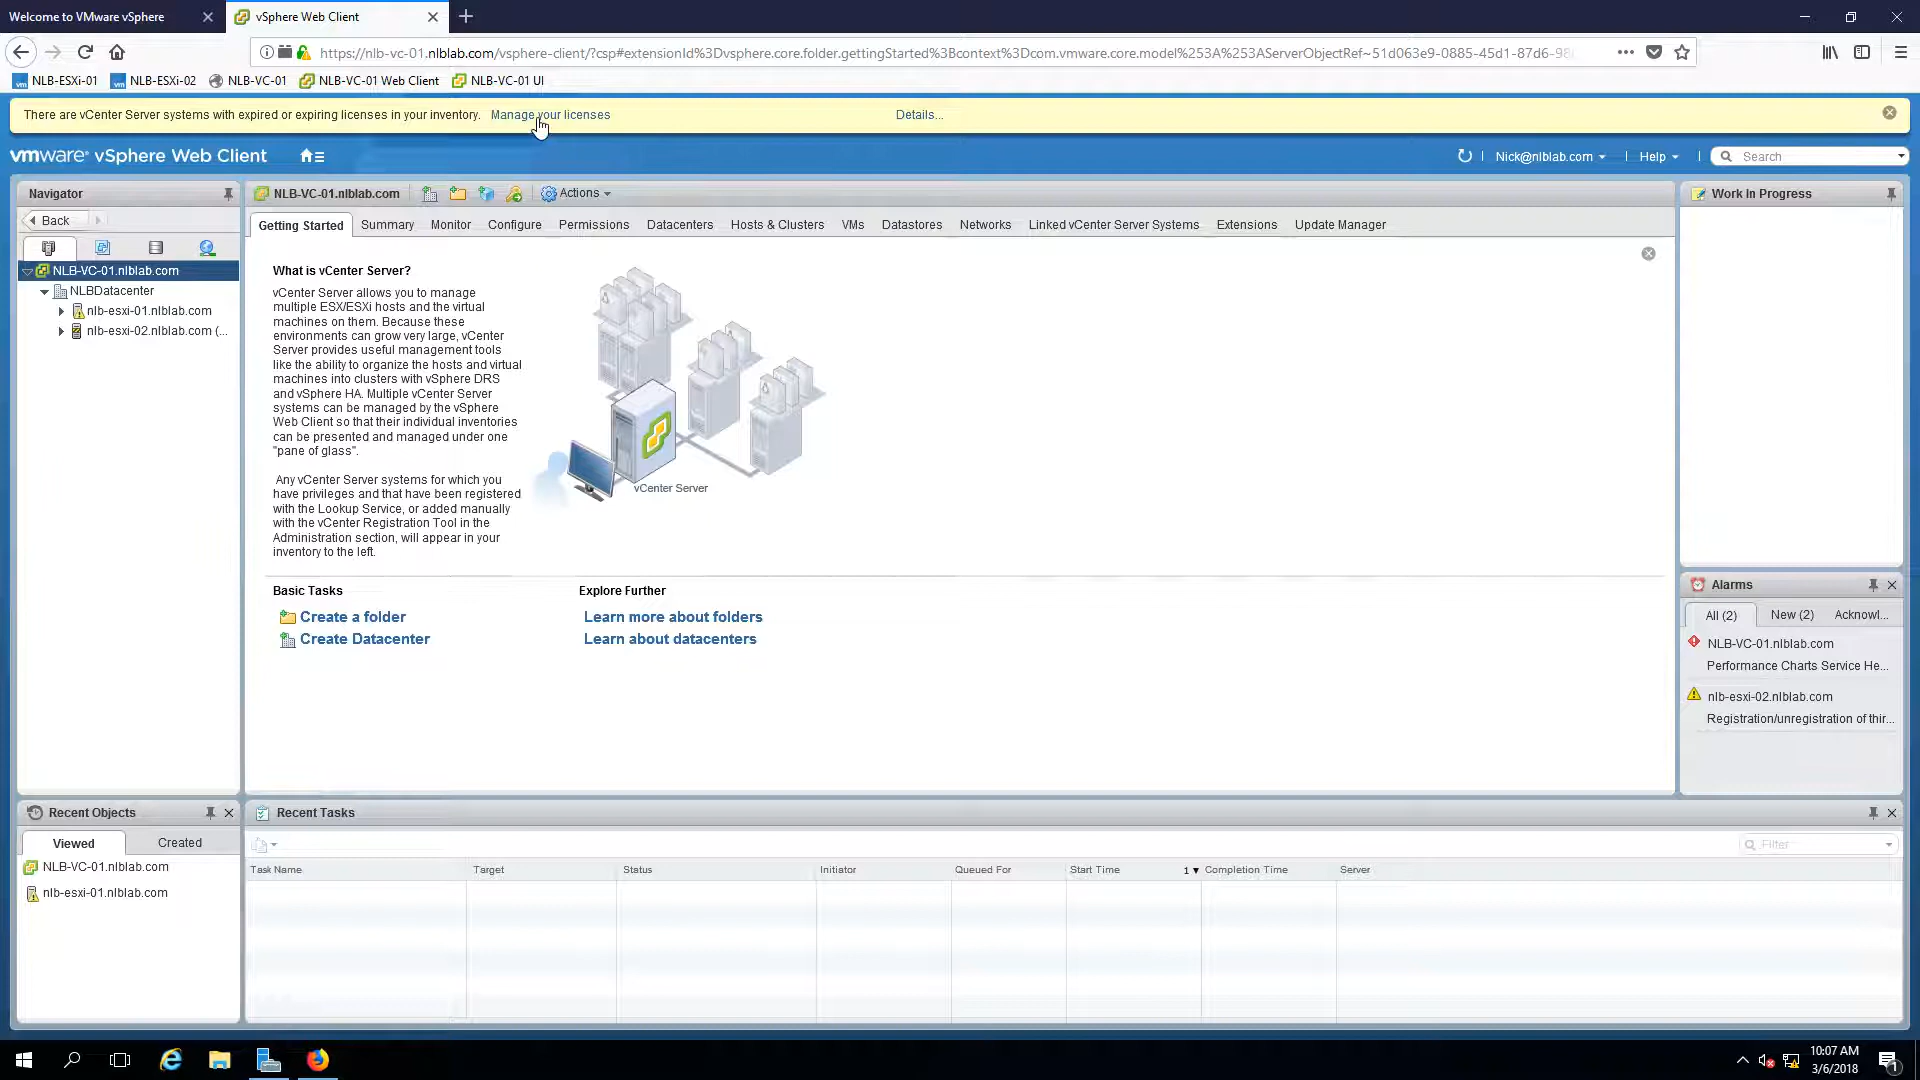 Welcome to VMware vSphere
vSphere Web Client
https://nlb-vc-01.nlblab.com/vsphere-client/?csp#extensionId%3Dvsphere.core.folder.gettingStarted%3Bcontext%3Dcom.vmware.core.model%253A%253AServerObjectRef~51d063e9-0885-45d1-87d6-98
NLB-ESXi-01
NLB-ESXi-02
NLB-VC-01
NLB-VC-01 Web Client
NLB-VC-01 UI
There are vCenter Server systems with expired or expiring licenses in your inventory. Manage your licenses
Details...
vmware® vSphere Web Client
Nick@nlblab.com
Help
Search
Navigator
Back
NLB-VC-01.nlblab.com
NLBDatacenter
nlb-esxi-01.nlblab.com
nlb-esxi-02.nlblab.com (...
NLB-VC-01.nlblab.com
Actions
Getting Started
Summary
Monitor
Configure
Permissions
Datacenters
Hosts & Clusters
VMs
Datastores
Networks
Linked vCenter Server Systems
Extensions
Update Manager
What is vCenter Server?
vCenter Server allows you to manage
multiple ESX/ESXi hosts and the virtual
machines on them. Because these
environments can grow very large, vCenter
Server provides useful management tools
like the ability to organize the hosts and virtual
machines into clusters with vSphere DRS
and vSphere HA. Multiple vCenter Server
systems can be managed by the vSphere
Web Client so that their individual inventories
can be presented and managed under one
"pane of glass".
Any vCenter Server systems for which you
have privileges and that have been registered
with the Lookup Service, or added manually
with the vCenter Registration Tool in the
Administration section, will appear in your
inventory to the left.
vCenter Server
Basic Tasks
Create a folder
Create Datacenter
Explore Further
Learn more about folders
Learn about datacenters
Work In Progress
Alarms
All (2)
New (2)
Acknowl...
NLB-VC-01.nlblab.com
Performance Charts Service He...
nlb-esxi-02.nlblab.com
Registration/unregistration of thir...
Recent Objects
Viewed
Created
NLB-VC-01.nlblab.com
nlb-esxi-01.nlblab.com
Recent Tasks
Filter
Task Name
Target
Status
Initiator
Queued For
Start Time
1
Completion Time
Server
10:07 AM
3/6/2018
1